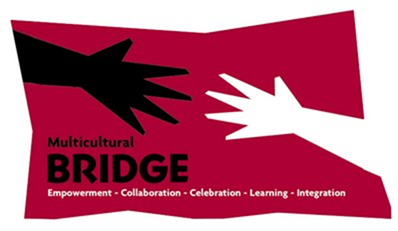 Multicultural
BRIDGE
Empowerment - Collaboration - Celebration - Learning - Integration